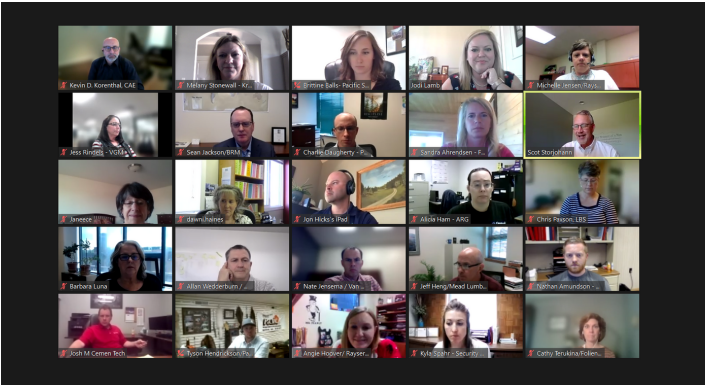 Kevin D. Korenthal, CAE
Melany Stonewall - Kr...
Brittine Balls- Pacific S...
Jodi Lamb
Michelle Jensen/Rays...
Jess Rinnels - VGM
Sean Jackson/BRM
Charlie Daugherty - P...
Sandra Ahrendsen - F...
Scot Storjohann
Janeece
dawn.haines
Jon Hicks's iPad
Alicia Ham - ARG
Chris Paxson, LBS
Barbara Luna
Allan Wedderburn / ...
Nate Jensema / Van ...
Jeff Heng/Mead Lumb...
Nathan Amundson - ...
Josh M Cemen Tech
Tyson Hendrickson/Pa...
Angie Hoover/ Rayser...
Kyla Spahr - Security ...
Cathy Terukina/Folien...